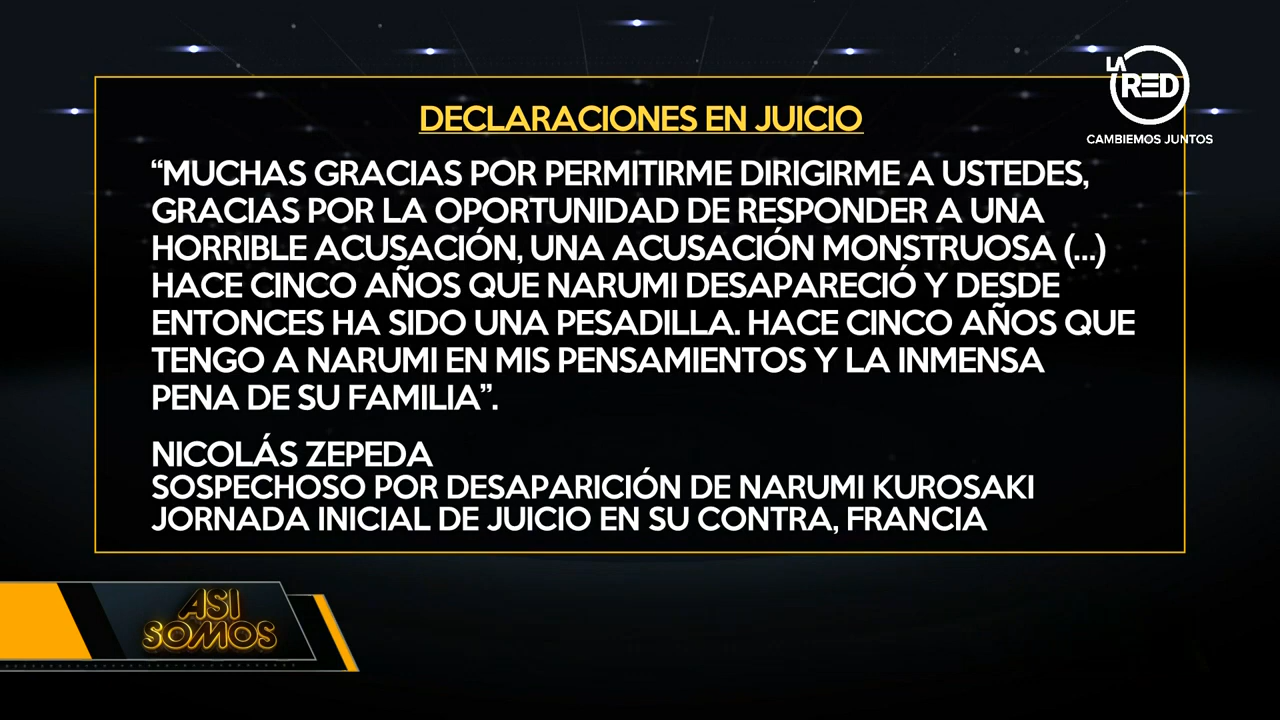 LA
RED
CAMBIEMOS JUNTOS
DECLARACIONES EN JUICIO
“MUCHAS GRACIAS POR PERMITIRME DIRIGIRME A USTEDES,
GRACIAS POR LA OPORTUNIDAD DE RESPONDER A UNA
HORRIBLE ACUSACIÓN, UNA ACUSACIÓN MONSTRUOSA (...)
HACE CINCO AÑOS QUE NARUMI DESAPARECIÓ Y DESDE
ENTONCES HA SIDO UNA PESADILLA. HACE CINCO AÑOS QUE
TENGO A NARUMI EN MIS PENSAMIENTOS Y LA INMENSA
PENA DE SU FAMILIA”.
NICOLÁS ZEPEDA
SOSPECHOSO POR DESAPARICIÓN DE NARUMI KUROSAKI
JORNADA INICIAL DE JUICIO EN SU CONTRA, FRANCIA
ASI
SOMOS